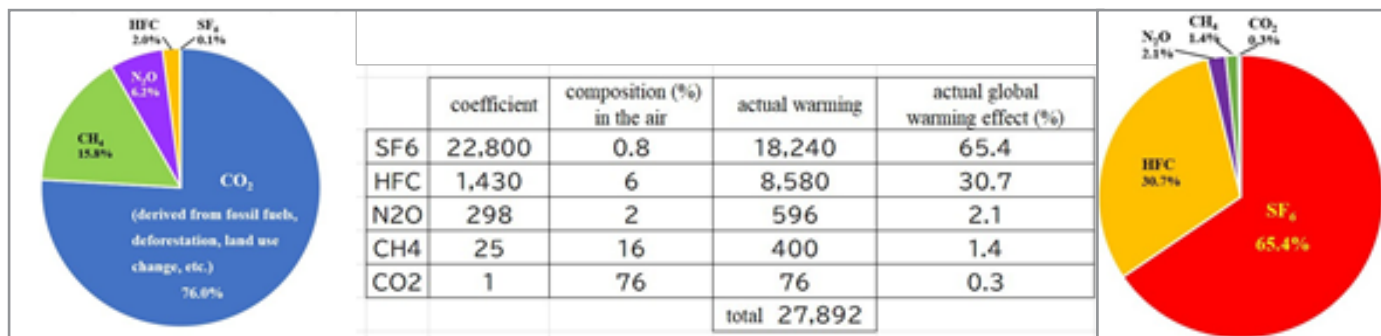 HFC
2.0%
SF₆
0.1%
N₂O
6.2%
CH₄
15.8%
CO₂
(derived from fossil fuels,
deforestation, land use
change, etc.)
76.0%
coefficient composition (%) in the air actual warming actual global warming effect (%)
SF6 22,800 0.8 18,240 65.4
HFC 1,430 6 8,580 30.7
N2O 298 2 596 2.1
CH4 25 16 400 1.4
CO2 1 76 76 0.3
total 27,892
N₂O
2.1%
CH₄
1.4%
CO₂
0.3%
HFC
30.7%
SF₆
65.4%